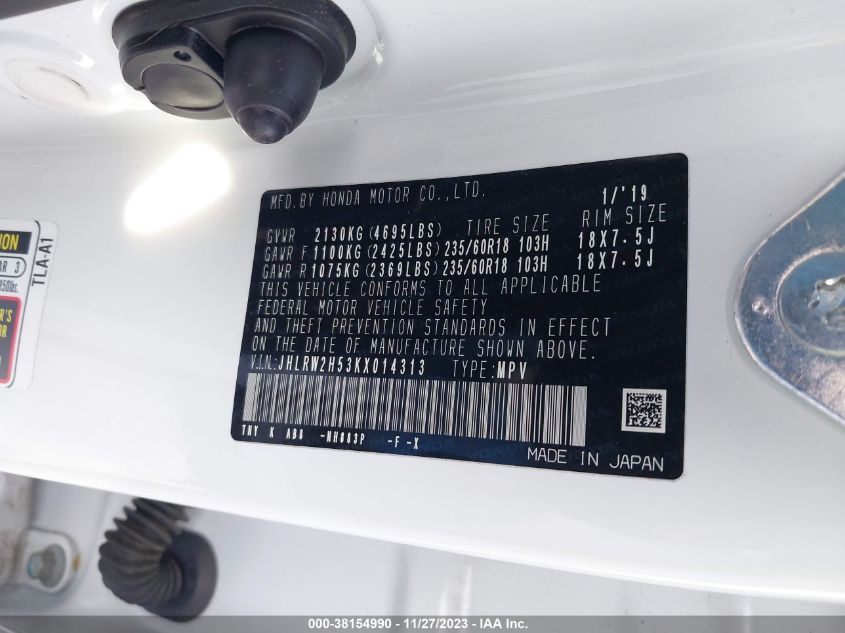 MFD.BY HONDA MOTOR CO.,LTD. 1/'19
GVWR 2130KG (4695LBS) TIRE SIZE RIM SIZE
GAWR F 1100KG (2425LBS) 235/60R18 103H 18X7.5J
GAWR R 1075KG (2369LBS) 235/60R18 103H 18X7.5J
THIS VEHICLE CONFORMS TO ALL APPLICABLE
FEDERAL MOTOR VEHICLE SAFETY
AND THEFT PREVENTION STANDARDS IN EFFECT
ON THE DATE OF MANUFACTURE SHOWN ABOVE.
V.I.N:JHLRW2H53KX014313 TYPE:MPV
TNY K AB8 -NH883P -F -X
MADE IN JAPAN
TLA-A1
000-38154990 - 11/27/2023 - IAA Inc.